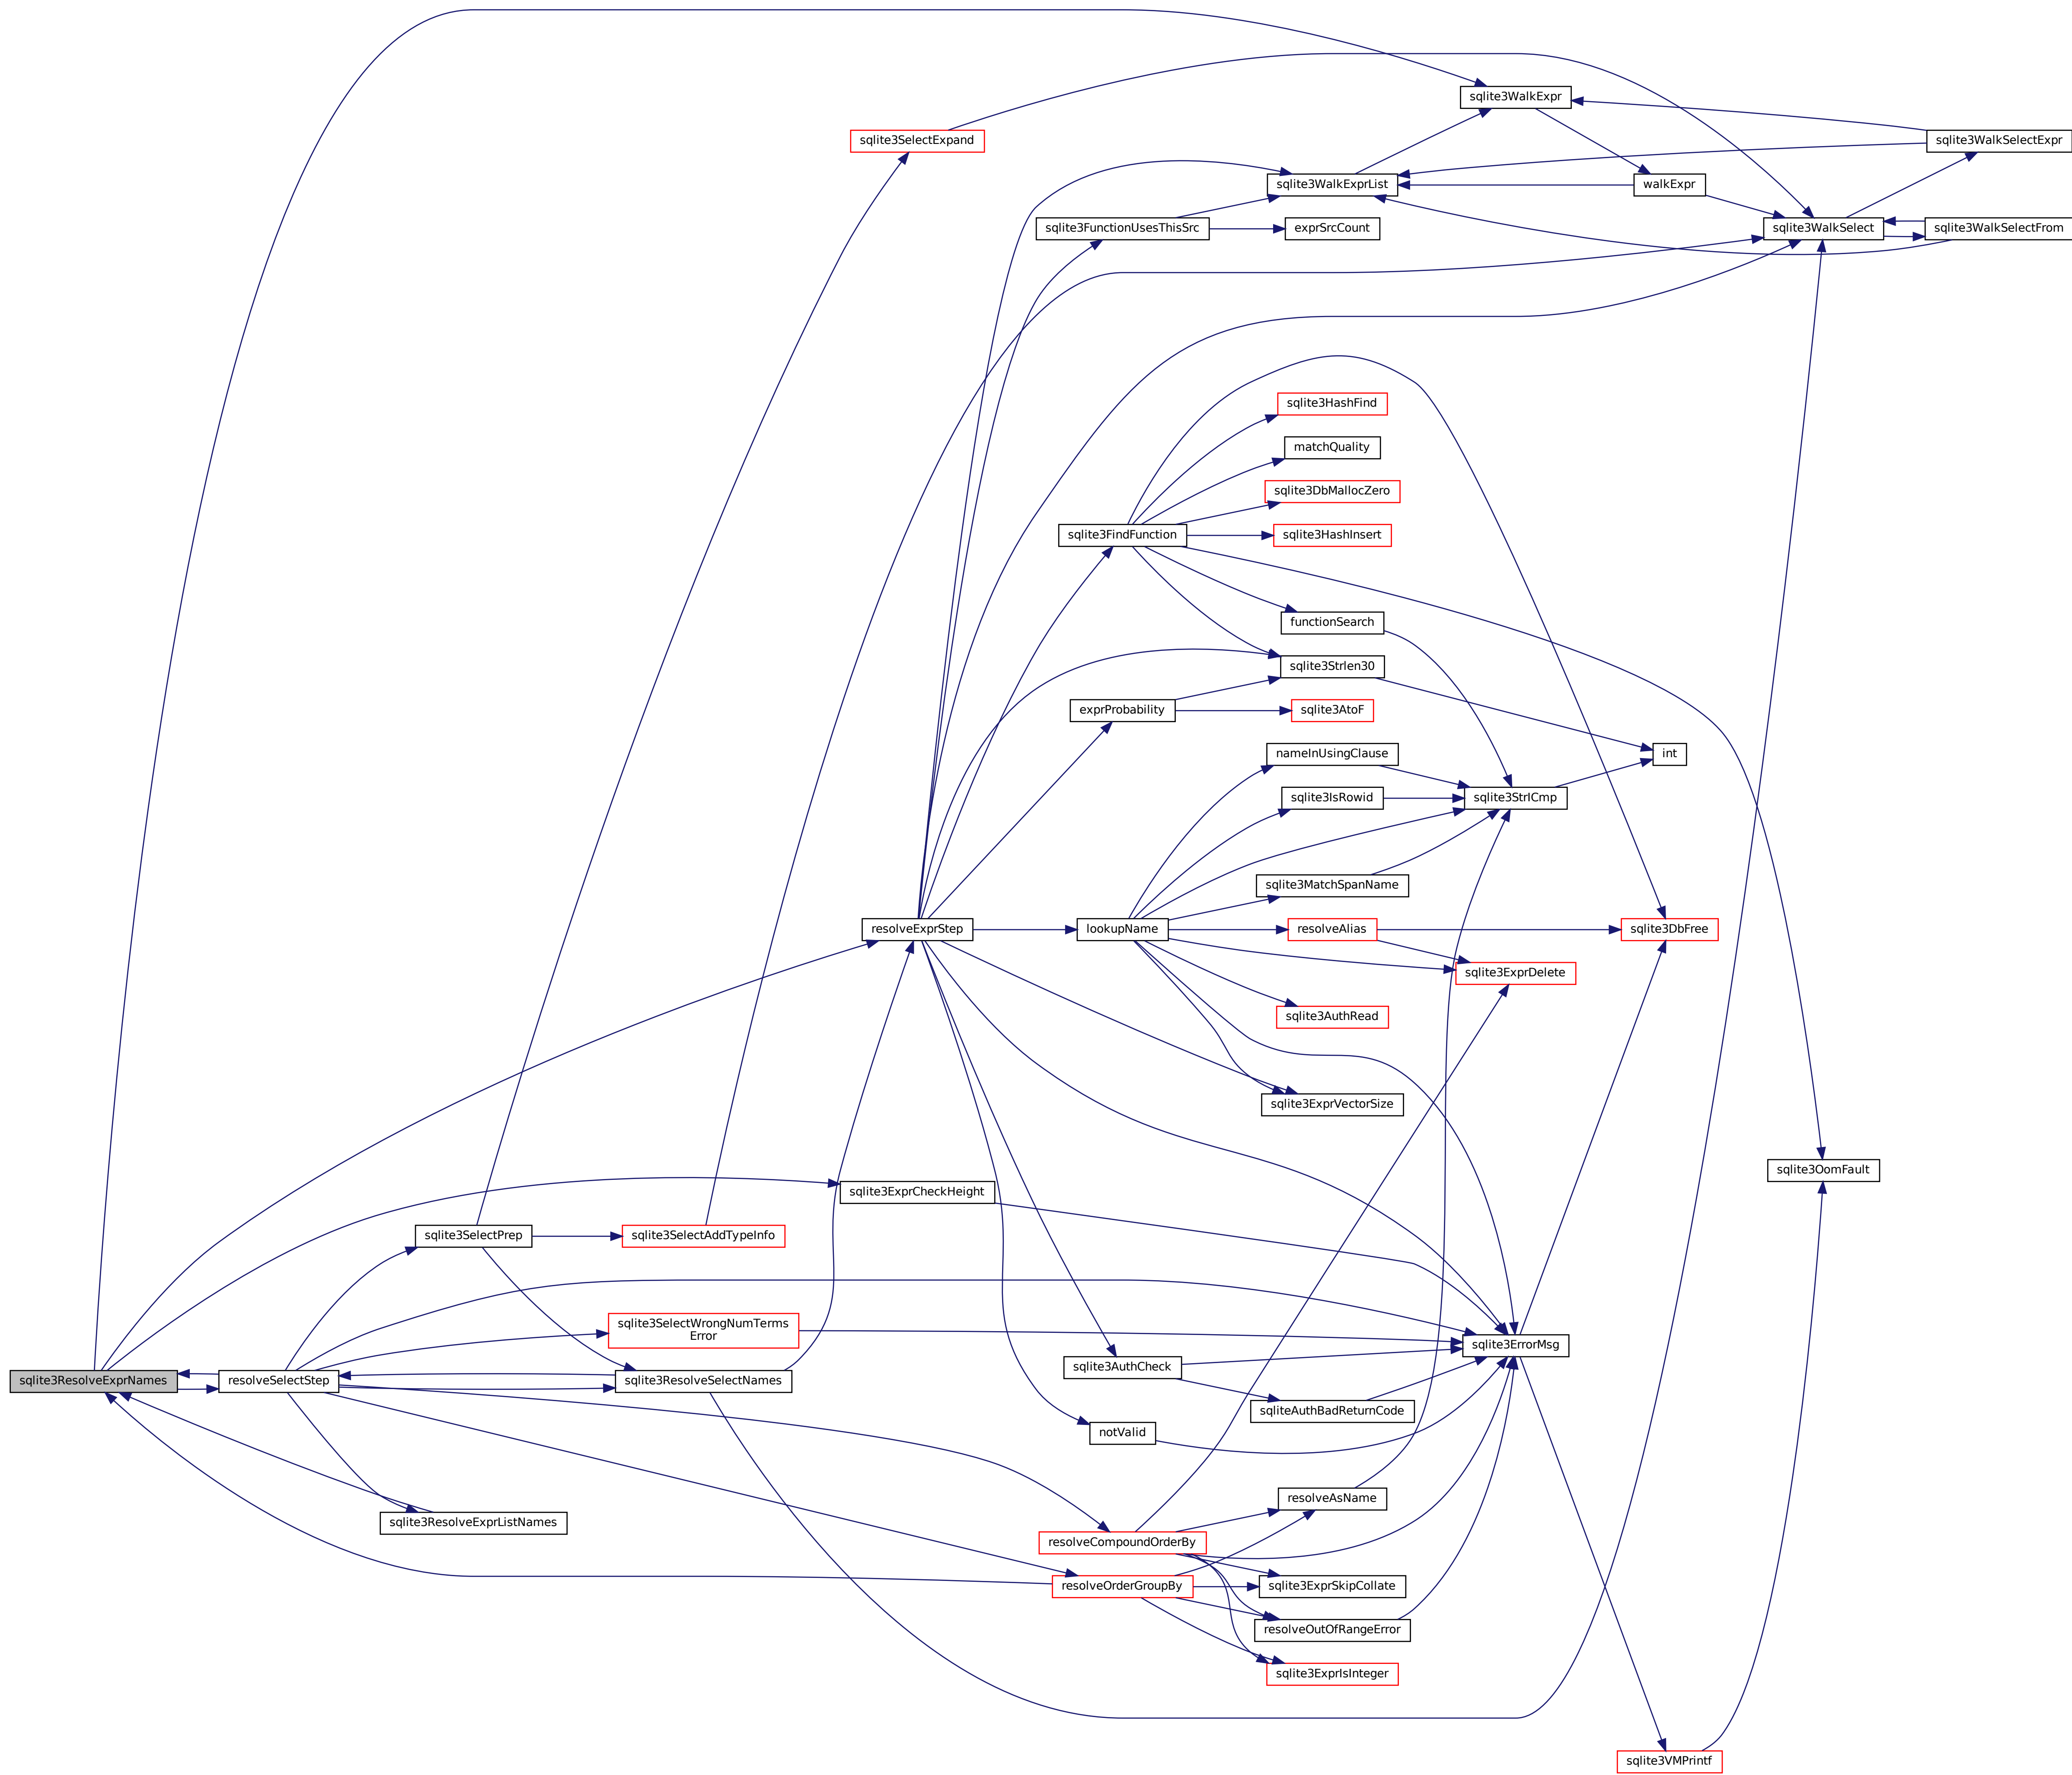 sqlite3WalkExpr
sqlite3SelectExpand
sqlite3WalkSelectExpr
sqlite3WalkExprList
walkExpr
sqlite3FunctionUsesThisSrc
exprSrcCount
sqlite3WalkSelect
sqlite3WalkSelectFrom
sqlite3HashFind
matchQuality
sqlite3DbMallocZero
sqlite3FindFunction
sqlite3HashInsert
functionSearch
sqlite3Strlen30
exprProbability
sqlite3AtoF
nameInUsingClause
int
sqlite3IsRowid
sqlite3StrICmp
sqlite3MatchSpanName
resolveExprStep
lookupName
resolveAlias
sqlite3DbFree
sqlite3ExprDelete
sqlite3AuthRead
sqlite3ExprVectorSize
sqlite3OomFault
sqlite3ExprCheckHeight
sqlite3SelectPrep
sqlite3SelectAddTypeInfo
sqlite3SelectWrongNumTerms
Error
sqlite3ErrorMsg
sqlite3AuthCheck
sqlite3ResolveExprNames
resolveSelectStep
sqlite3ResolveSelectNames
sqliteAuthBadReturnCode
notValid
resolveAsName
sqlite3ResolveExprListNames
resolveCompoundOrderBy
resolveOrderGroupBy
sqlite3ExprSkipCollate
resolveOutOfRangeError
sqlite3ExprIsInteger
sqlite3VMPrintf